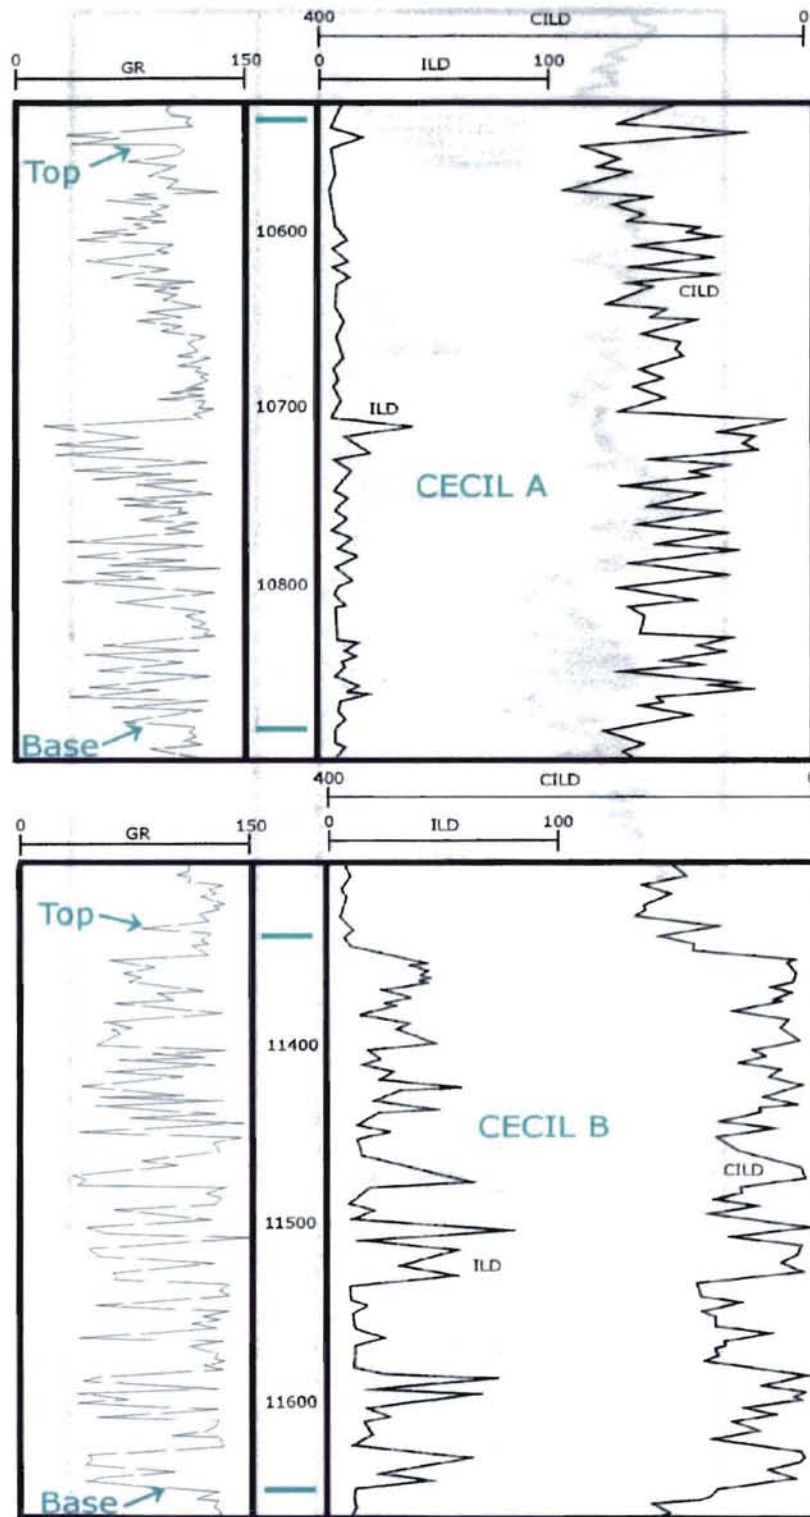 400 CILD 0
0 GR 150 0 ILD 100
Top
10600
CILD
10700
ILD
CECIL A
10800
Base
400 CILD
0 GR 150 0 ILD 100
Top
11400
CECIL B
CILD
11500
ILD
11600
Base